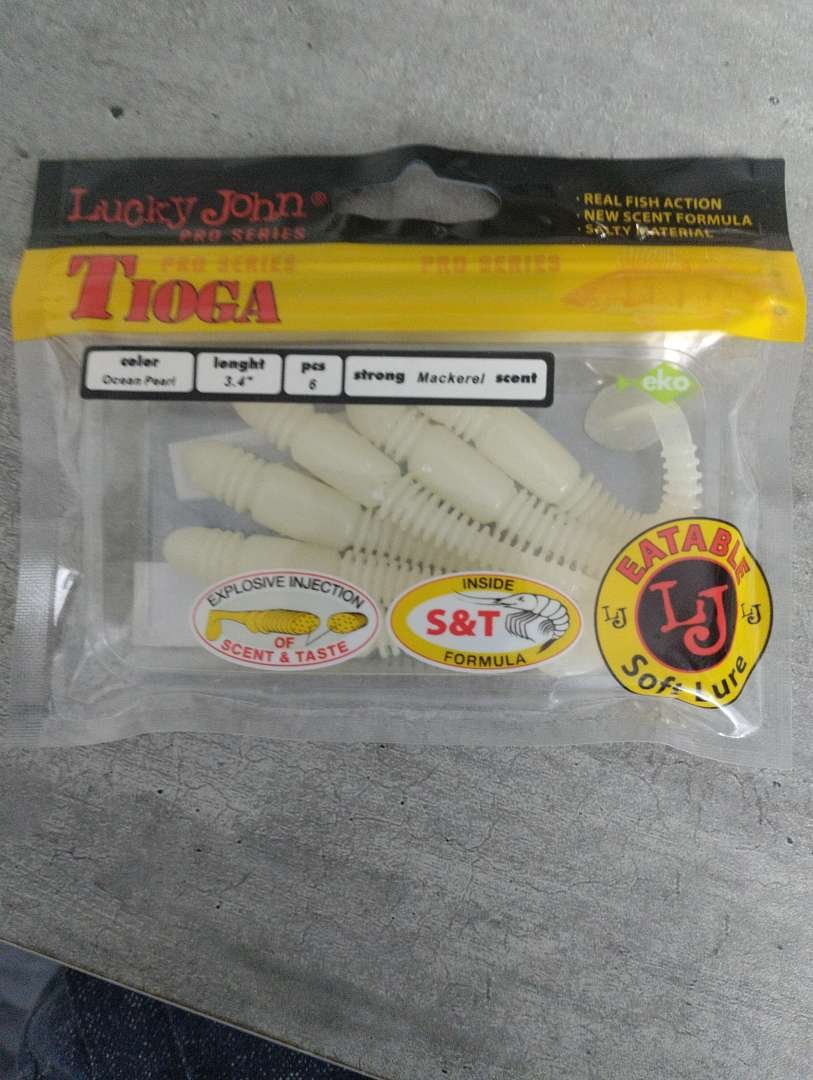 Lucky John®
PRO SERIES
· REAL FISH ACTION
· NEW SCENT FORMULA
· SALTY MATERIAL
PRO SERIES
PRO SERIES
TIOGA
color
Ocean Pearl
lenght
3.4"
pcs
6
strong Mackerel scent
eko
EXPLOSIVE INJECTION
OF
SCENT & TASTE
INSIDE
S&T
FORMULA
EATABLE
LJ
LJ
LJ
Soft Lure